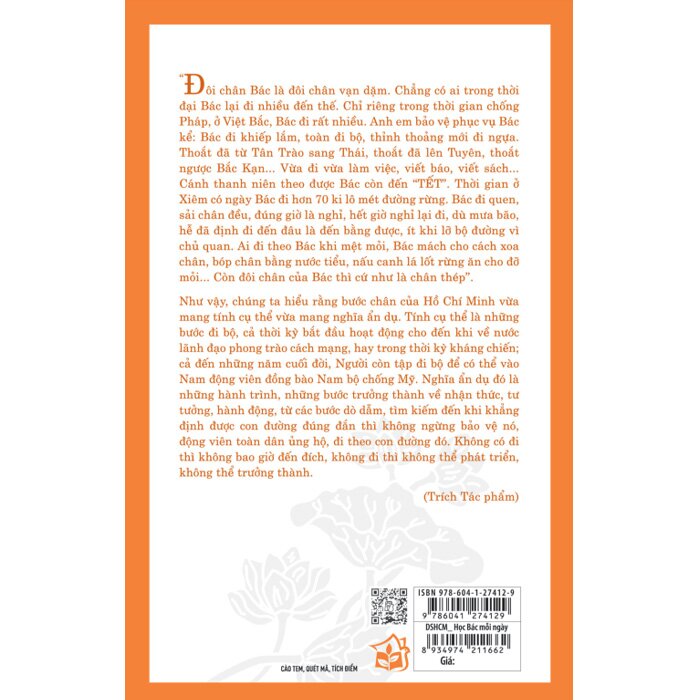 “Đôi chân Bác là đôi chân vạn dặm. Chẳng có ai trong thời
đại Bác lại đi nhiều đến thế. Chỉ riêng trong thời gian chống
Pháp, ở Việt Bắc, Bác đi rất nhiều. Anh em bảo vệ phục vụ Bác
kể: Bác đi khiếp lắm, toàn đi bộ, thỉnh thoảng mới đi ngựa.
Thoắt đã từ Tân Trào sang Thái, thoắt đã lên Tuyên, thoắt
ngược Bắc Kạn... Vừa đi vừa làm việc, viết báo, viết sách...
Cánh thanh niên theo được Bác còn đến “TẾT”. Thời gian ở
Xiêm có ngày Bác đi hơn 70 ki lô mét đường rừng. Bác đi quen,
sải chân đều, đúng giờ là nghỉ, hết giờ nghỉ lại đi, dù mưa bão,
hễ đã định đi đến đâu là đến bằng được, ít khi lỡ bộ đường vì
chủ quan. Ai đi theo Bác khi mệt mỏi, Bác mách cho cách xoa
chân, bóp chân bằng nước tiểu, nấu canh lá lốt rừng ăn cho đỡ
mỏi... Còn đôi chân của Bác thì cứ như là chân thép”.
Như vậy, chúng ta hiểu rằng bước chân của Hồ Chí Minh vừa
mang tính cụ thể vừa mang nghĩa ẩn dụ. Tính cụ thể là những
bước đi bộ, cả thời kỳ bắt đầu hoạt động cho đến khi về nước
lãnh đạo phong trào cách mạng, hay trong thời kỳ kháng chiến;
cả đến những năm cuối đời, Người còn tập đi bộ để có thể vào
Nam động viên đồng bào Nam bộ chống Mỹ. Nghĩa ẩn dụ đó là
những hành trình, những bước trưởng thành về nhận thức, tư
tưởng, hành động, từ các bước dò dẫm, tìm kiếm đến khi khẳng
định được con đường đúng đắn thì không ngừng bảo vệ nó,
động viên toàn dân ủng hộ, đi theo con đường đó. Không có đi
thì không bao giờ đến đích, không đi thì không thể phát triển,
không thể trưởng thành.
(Trích Tác phẩm)
ISBN 978-604-1-27412-9
9 786041 274129
DSHCM_ Học Bác mỗi ngày
8 934974 211662
Giá:
CÀO TEM, QUÉT MÃ, TÍCH ĐIỂM